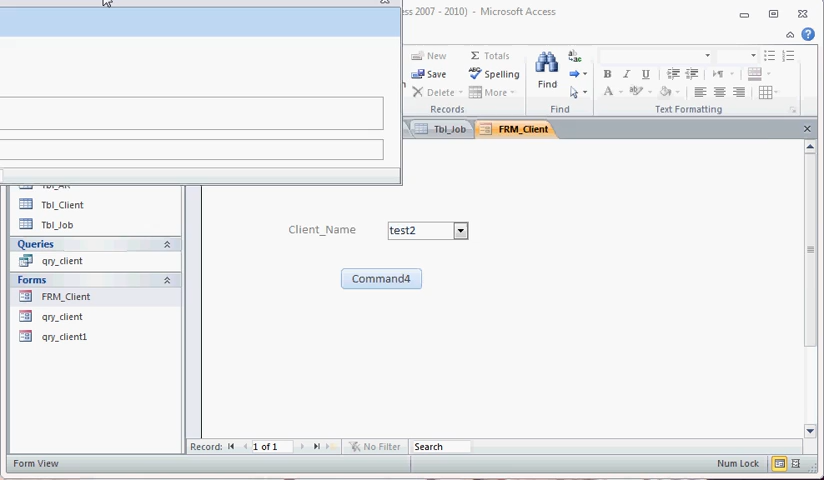 ss 2007 - 2010) - Microsoft Access
New
Totals
Save
Spelling
Delete
More
Find
Records
Find
B I U
A
Text Formatting
Tbl_Job
FRM_Client
Tbl_Client
Tbl_Job
Queries
qry_client
Forms
FRM_Client
qry_client
qry_client1
Client_Name
test2
Command4
Record:
1 of 1
No Filter
Search
Form View
Num Lock